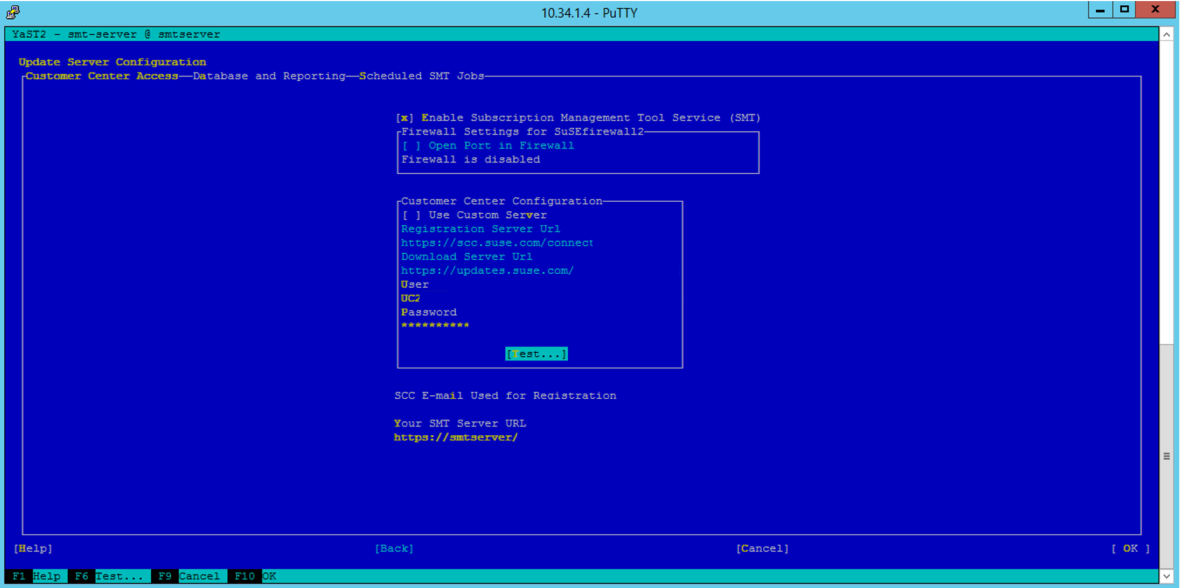 10.34.1.4 - PuTTY
YaST2 - smt-server @ smtserver
Update Server Configuration
Customer Center Access—Database and Reporting—Scheduled SMT Jobs
[x] Enable Subscription Management Tool Service (SMT)
Firewall Settings for SuSEfirewall2
[ ] Open Port in Firewall
Firewall is disabled
Customer Center Configuration
[ ] Use Custom Server
Registration Server Url
https://scc.suse.com/connect
Download Server Url
https://updates.suse.com/
User
UC2
Password
**********
[Test...]
SCC E-mail Used for Registration
Your SMT Server URL
https://smtserver/
[Help] [Back] [Cancel] [ OK ]
F1 Help F6 Test... F9 Cancel F10 OK